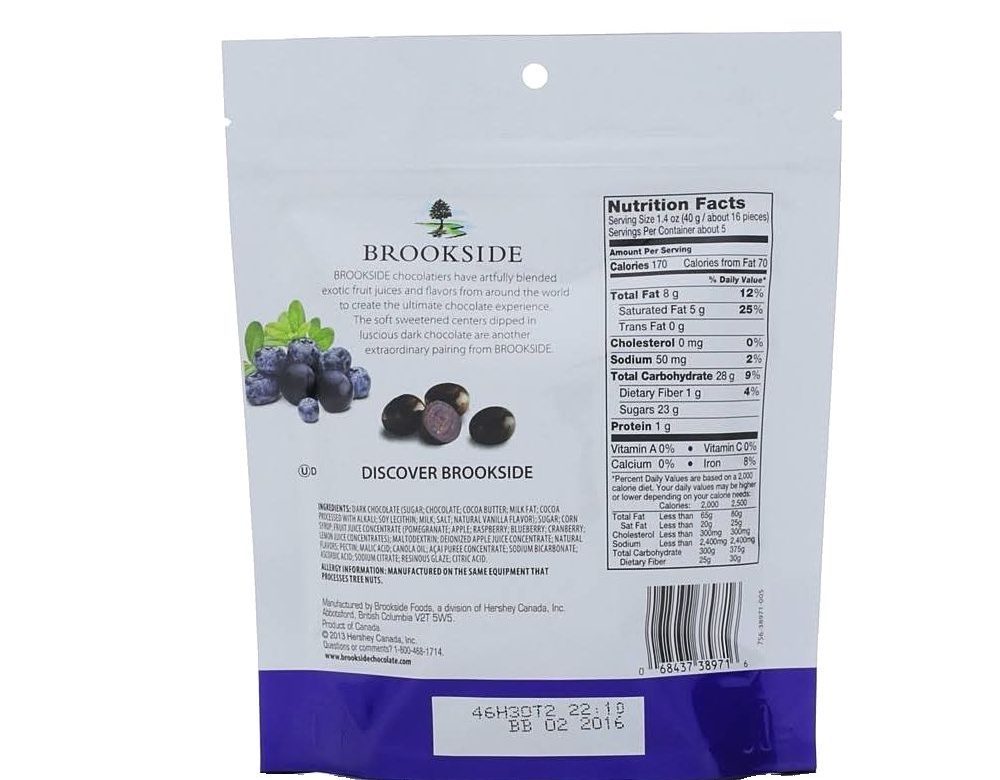 BROOKSIDE
BROOKSIDE chocolatiers have artfully blended
exotic fruit juices and flavors from around the world
to create the ultimate chocolate experience.
The soft sweetened centers dipped in
luscious dark chocolate are another
extraordinary pairing from BROOKSIDE.
U D
DISCOVER BROOKSIDE
INGREDIENTS: DARK CHOCOLATE (SUGAR; CHOCOLATE; COCOA BUTTER; MILK FAT; COCOA
PROCESSED WITH ALKALI; SOY LECITHIN; MILK; SALT; NATURAL VANILLA FLAVOR); SUGAR; CORN
SYRUP; FRUIT JUICE CONCENTRATE (POMEGRANATE; APPLE; RASPBERRY; BLUEBERRY; CRANBERRY;
LEMON JUICE CONCENTRATES); MALTODEXTRIN; DEIONIZED APPLE JUICE CONCENTRATE; NATURAL
FLAVORS; PECTIN; MALIC ACID; CANOLA OIL; AÇAI PUREE CONCENTRATE; SODIUM BICARBONATE;
ASCORBIC ACID; SODIUM CITRATE; RESINOUS GLAZE; CITRIC ACID.
ALLERGY INFORMATION: MANUFACTURED ON THE SAME EQUIPMENT THAT
PROCESSES TREE NUTS.
Manufactured by Brookside Foods, a division of Hershey Canada, Inc.
Abbotsford, British Columbia V2T 5W5.
Product of Canada.
© 2013 Hershey Canada, Inc.
Questions or comments? 1-800-468-1714.
www.brooksidechocolate.com
Nutrition Facts
Serving Size 1.4 oz (40 g / about 16 pieces)
Servings Per Container about 5
Amount Per Serving
Calories 170 Calories from Fat 70
% Daily Value*
Total Fat 8 g 12%
Saturated Fat 5 g 25%
Trans Fat 0 g
Cholesterol 0 mg 0%
Sodium 50 mg 2%
Total Carbohydrate 28 g 9%
Dietary Fiber 1 g 4%
Sugars 23 g
Protein 1 g
Vitamin A 0% • Vitamin C 0%
Calcium 0% • Iron 8%
*Percent Daily Values are based on a 2,000
calorie diet. Your daily values may be higher
or lower depending on your calorie needs:
Calories: 2,000 2,500
Total Fat Less than 65g 80g
Sat Fat Less than 20g 25g
Cholesterol Less than 300mg 300mg
Sodium Less than 2,400mg 2,400mg
Total Carbohydrate 300g 375g
Dietary Fiber 25g 30g
756-38971-005
0 68437 38971 6
46H30T2 22:10
BB 02 2016